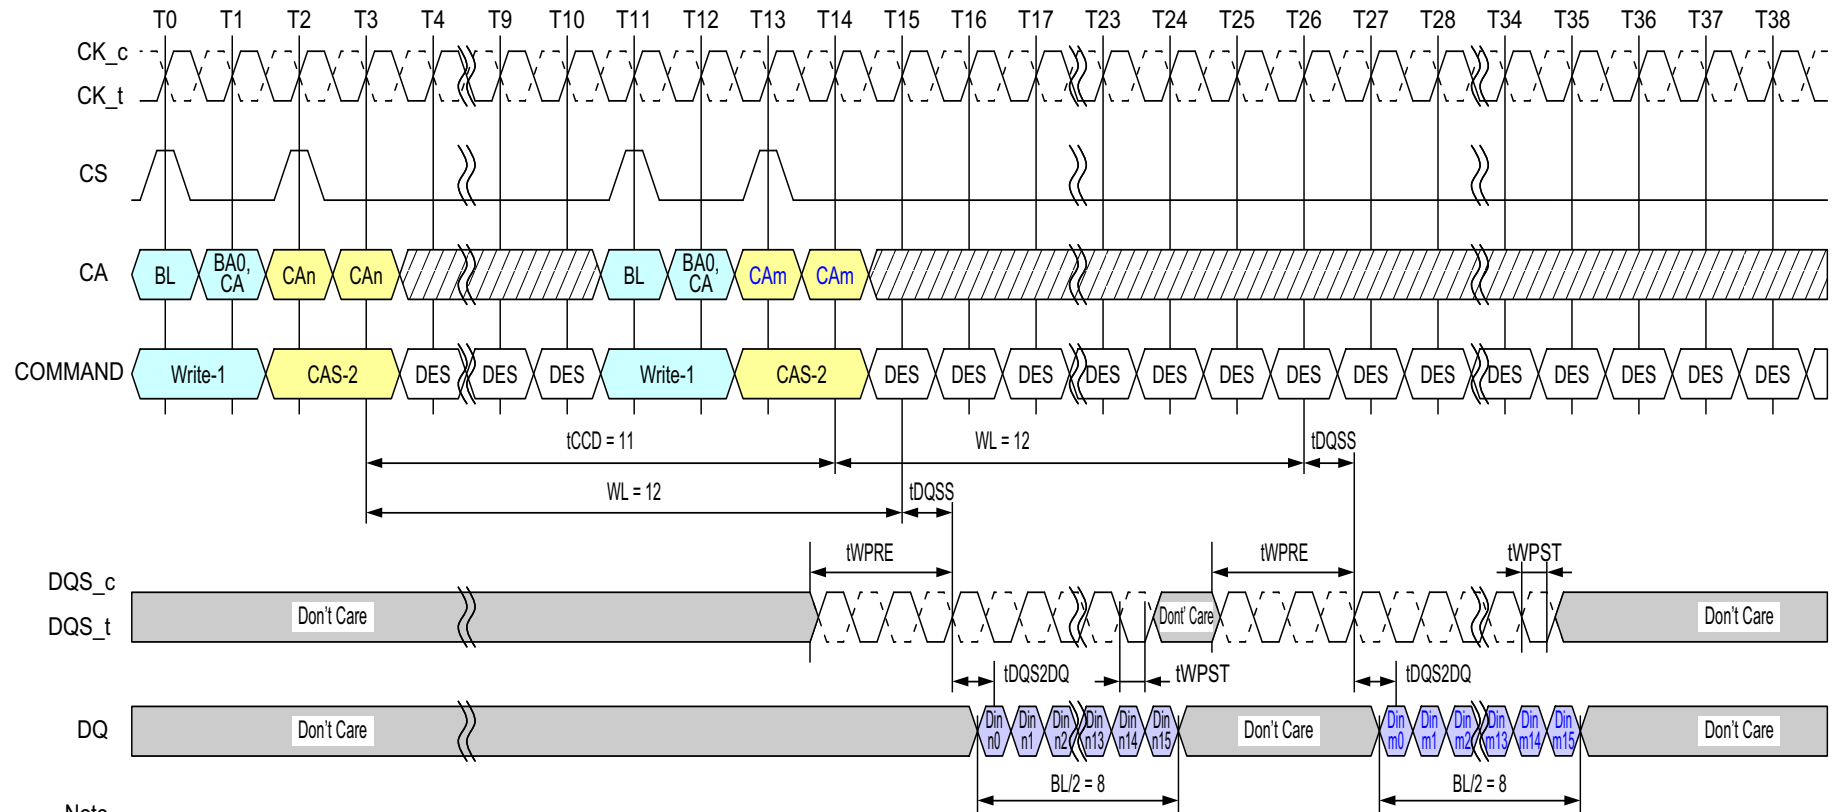 T0 T1 T2 T3 T4 T9 T10 T11 T12 T13 T14 T15 T16 T17 T23 T24 T25 T26 T27 T28 T34 T35 T36 T37 T38
CK_c
CK_t
CS
CA BL BA0, CA CAn CAn BL BA0, CA CAm CAm
COMMAND Write-1 CAS-2 DES DES DES Write-1 CAS-2 DES DES DES DES DES DES DES DES DES DES DES DES DES DES
tCCD = 11 WL = 12 tDQSS
WL = 12 tDQSS
tWPRE tWPRE tWPST
DQS_c
DQS_t Don't Care Dont' Care Don't Care
tDQS2DQ tWPST tDQS2DQ
DQ Don't Care Din n0 Din n1 Din n2 Din n13 Din n14 Din n15 Don't Care Din m0 Din m1 Din m2 Din m13 Din m14 Din m15 Don't Care
BL/2 = 8 BL/2 = 8
Note